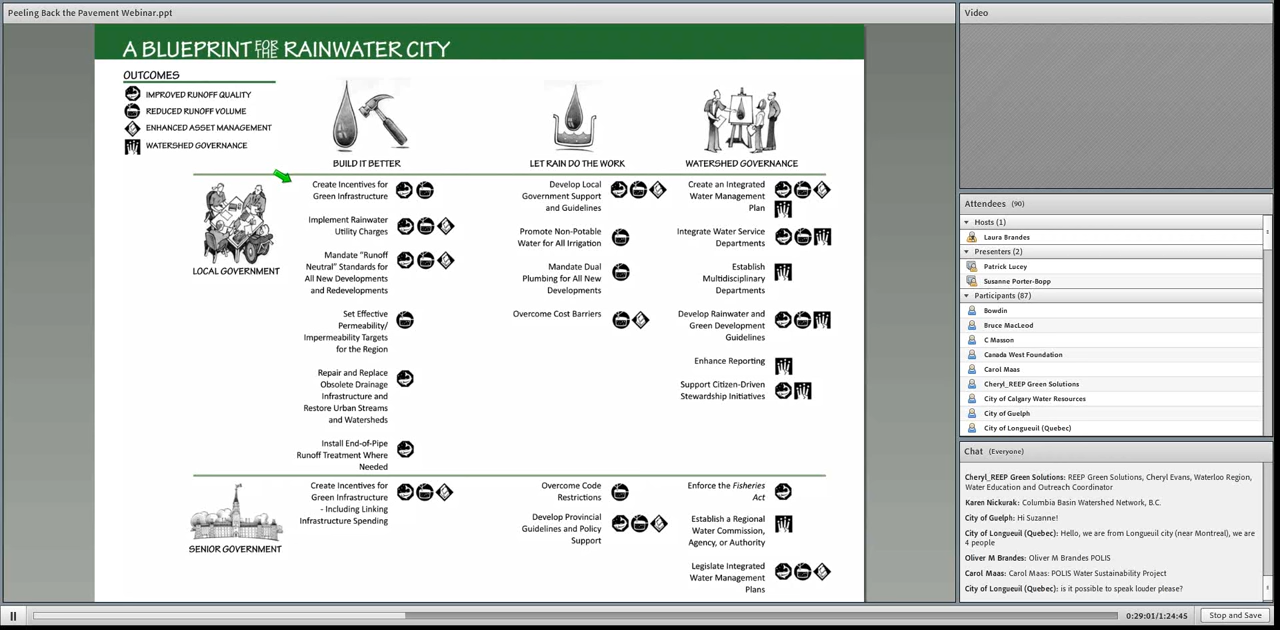 Peeling Back the Pavement Webinar.ppt
A BLUEPRINT FOR THE RAINWATER CITY
OUTCOMES
IMPROVED RUNOFF QUALITY
REDUCED RUNOFF VOLUME
ENHANCED ASSET MANAGEMENT
WATERSHED GOVERNANCE
BUILD IT BETTER
LET RAIN DO THE WORK
WATERSHED GOVERNANCE
LOCAL GOVERNMENT
Create Incentives for
Green Infrastructure
Implement Rainwater
Utility Charges
Mandate “Runoff
Neutral” Standards for
All New Developments
and Redevelopments
Set Effective
Permeability/
Impermeability Targets
for the Region
Repair and Replace
Obsolete Drainage
Infrastructure and
Restore Urban Streams
and Watersheds
Install End-of-Pipe
Runoff Treatment Where
Needed
Develop Local
Government Support
and Guidelines
Promote Non-Potable
Water for All Irrigation
Mandate Dual
Plumbing for All New
Developments
Overcome Cost Barriers
Create an Integrated
Water Management
Plan
Integrate Water Service
Departments
Establish
Multidisciplinary
Departments
Develop Rainwater and
Green Development
Guidelines
Enhance Reporting
Support Citizen-Driven
Stewardship Initiatives
SENIOR GOVERNMENT
Create Incentives for
Green Infrastructure
- Including Linking
Infrastructure Spending
Overcome Code
Restrictions
Develop Provincial
Guidelines and Policy
Support
Enforce the Fisheries
Act
Establish a Regional
Water Commission,
Agency, or Authority
Legislate Integrated
Water Management
Plans
Video
Attendees (90)
Hosts (1)
Laura Brandes
Presenters (2)
Patrick Lucey
Susanne Porter-Bopp
Participants (87)
Bowdin
Bruce MacLeod
C Masson
Canada West Foundation
Carol Maas
Cheryl_REEP Green Solutions
City of Calgary Water Resources
City of Guelph
City of Longueuil (Quebec)
Chat (Everyone)
Cheryl_REEP Green Solutions: REEP Green Solutions, Cheryl Evans, Waterloo Region,
Water Education and Outreach Coordinator
Karen Nickurak: Columbia Basin Watershed Network, B.C.
City of Guelph: Hi Suzanne!
City of Longueuil (Quebec): Hello, we are from Longueuil city (near Montreal), we are
4 people
Oliver M Brandes: Oliver M Brandes POLIS
Carol Maas: Carol Maas: POLIS Water Sustainability Project
City of Longueuil (Quebec): is it possible to speak louder please?
0:29:01/1:24:45
Stop and Save